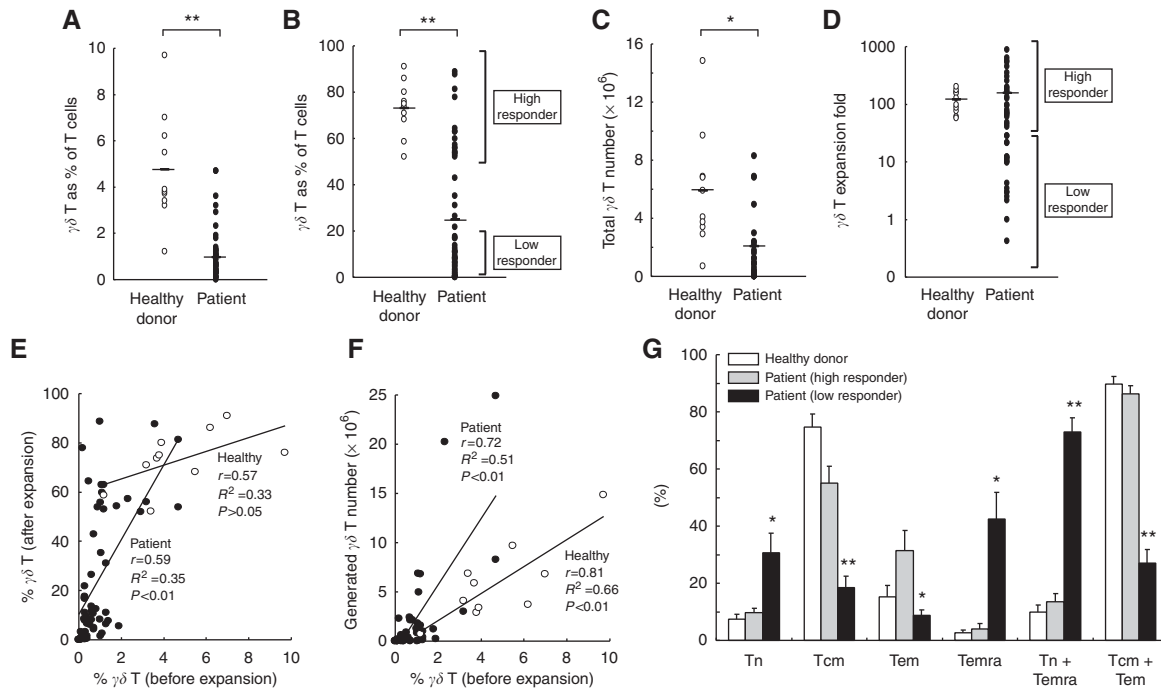 A
**
10
8
6
4
2
0
γδ T as % of T cells
Healthy donor
Patient
B
**
100
80
60
40
20
0
γδ T as % of T cells
High responder
Low responder
Healthy donor
Patient
C
*
16
12
8
4
0
Total γδ T number (× 10⁶)
Healthy donor
Patient
D
1000
100
10
1
0
γδ T expansion fold
High responder
Low responder
Healthy donor
Patient
E
100
80
60
40
20
0
% γδ T (after expansion)
Healthy
r=0.57
R² =0.33
P>0.05
Patient
r=0.59
R² =0.35
P<0.01
0 2 4 6 8 10
% γδ T (before expansion)
F
25
20
15
10
5
0
Generated γδ T number (× 10⁶)
Patient
r=0.72
R² =0.51
P<0.01
Healthy
r=0.81
R² =0.66
P<0.01
0 2 4 6 8 10
% γδ T (before expansion)
G
100
80
60
40
20
0
(%)
Healthy donor
Patient (high responder)
Patient (low responder)
*
**
*
*
**
**
Tn Tcm Tem Temra Tn + Tcm +
Temra Tem